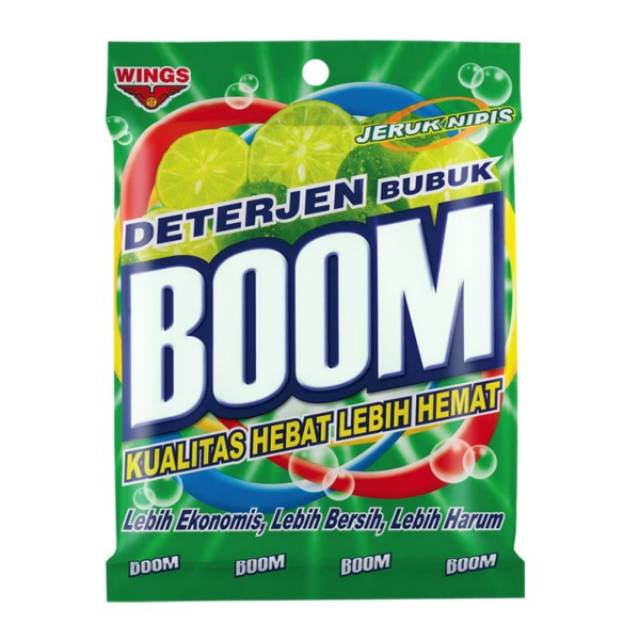 WINGS
JERUK NIPIS
DETERJEN BUBUK
BOOM
KUALITAS HEBAT LEBIH HEMAT
Lebih Ekonomis, Lebih Bersih, Lebih Harum
BOOM BOOM BOOM BOOM